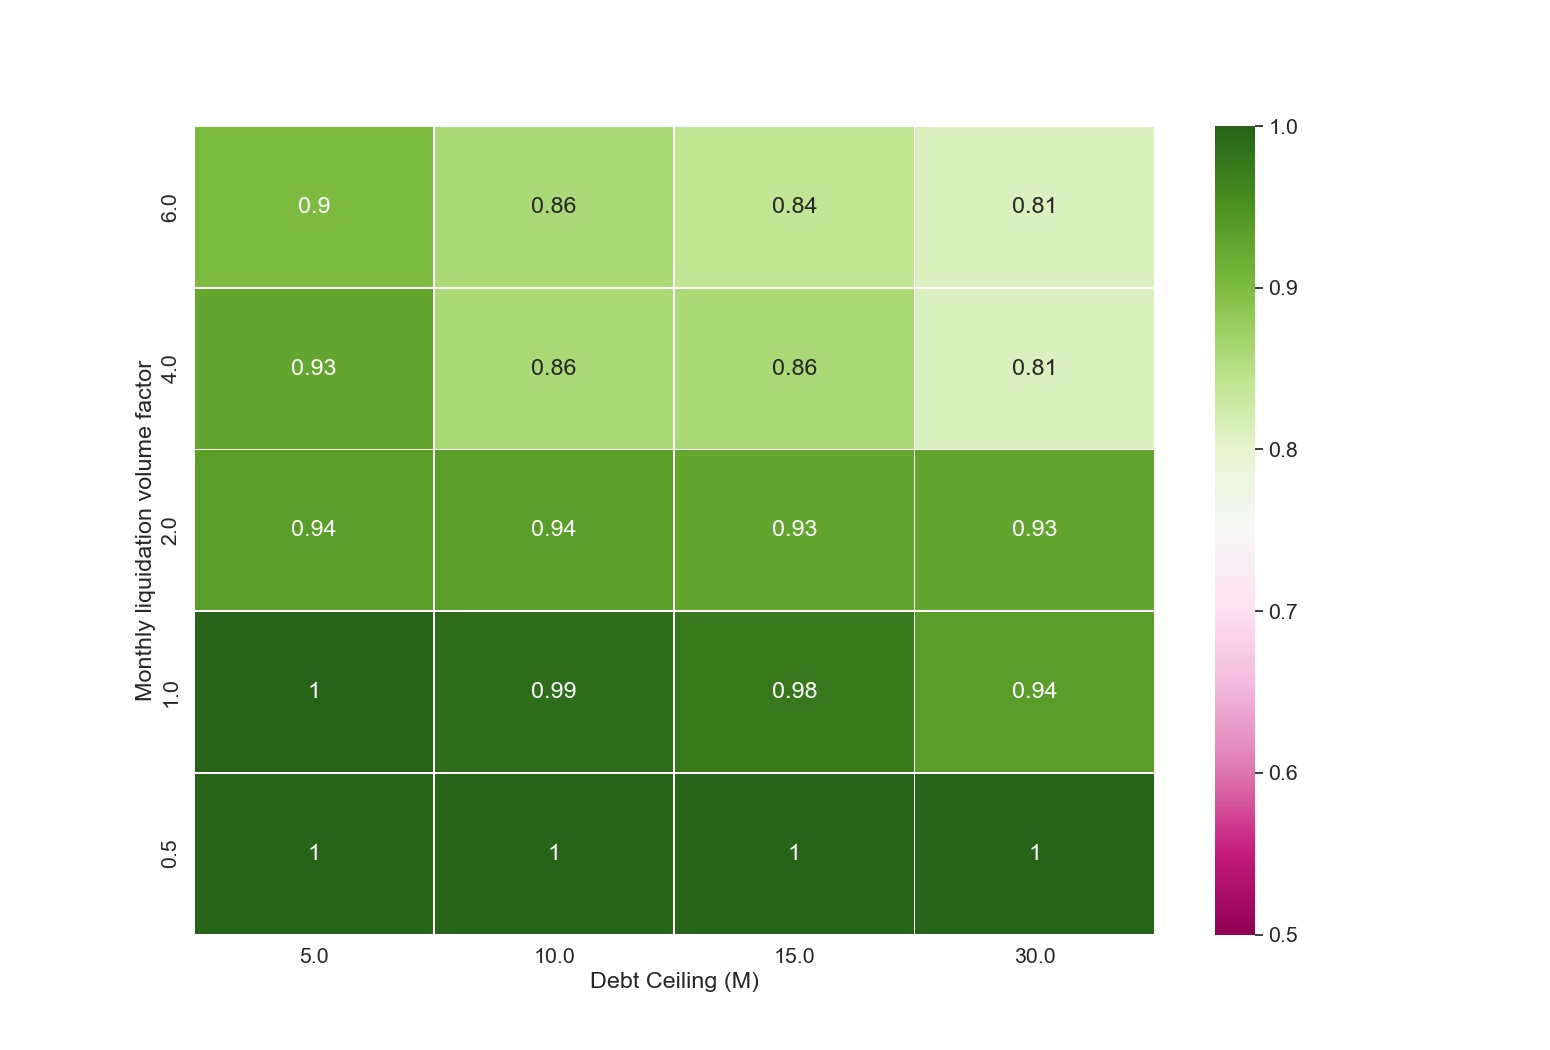 Monthly liquidation volume factor
6.0 0.9 0.86 0.84 0.81
4.0 0.93 0.86 0.86 0.81
2.0 0.94 0.94 0.93 0.93
1.0 1 0.99 0.98 0.94
0.5 1 1 1 1
5.0 10.0 15.0 30.0
Debt Ceiling (M)
1.0
0.9
0.8
0.7
0.6
0.5